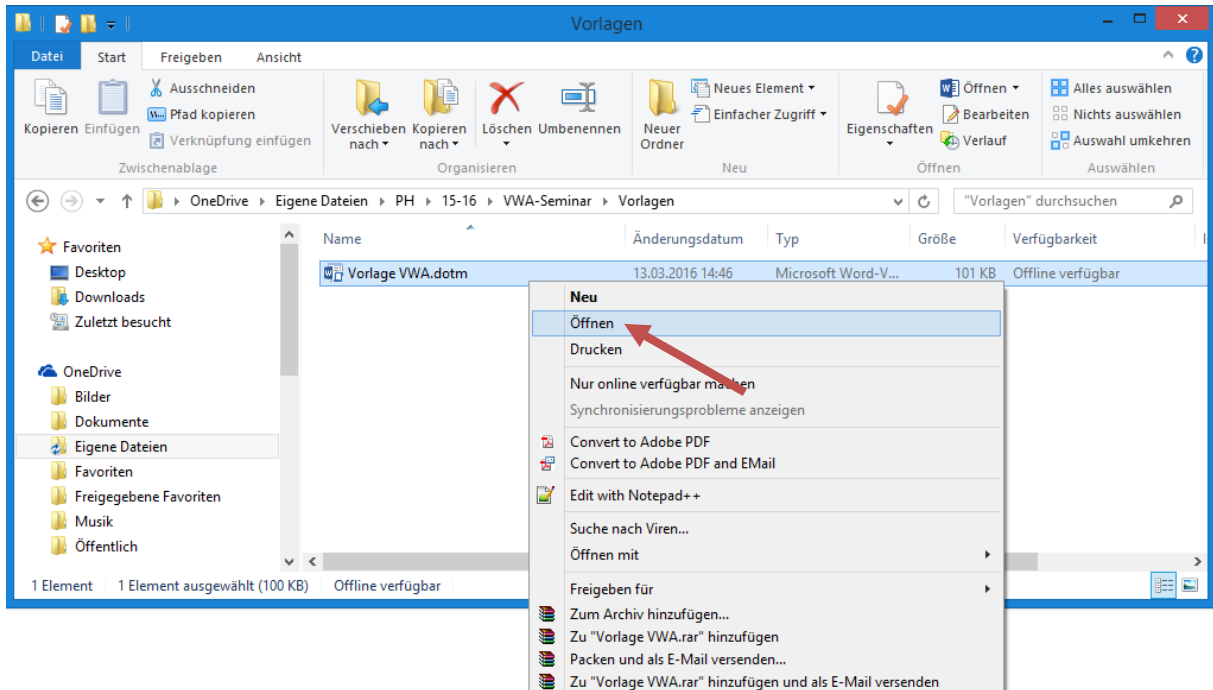 Vorlagen
Datei Start Freigeben Ansicht
Kopieren Einfügen Ausschneiden
Pfad kopieren
Verknüpfung einfügen
Zwischenablage
Verschieben nach Kopieren nach Löschen Umbenennen
Organisieren
Neuer Ordner Neues Element
Einfacher Zugriff
Neu
Eigenschaften Öffnen
Bearbeiten
Verlauf
Öffnen
Alles auswählen
Nichts auswählen
Auswahl umkehren
Auswählen
OneDrive Eigene Dateien PH 15-16 VWA-Seminar Vorlagen
"Vorlagen" durchsuchen
Favoriten
Desktop
Downloads
Zuletzt besucht
OneDrive
Bilder
Dokumente
Eigene Dateien
Favoriten
Freigegebene Favoriten
Musik
Öffentlich
Name Änderungsdatum Typ Größe Verfügbarkeit
Vorlage VWA.dotm 13.03.2016 14:46 Microsoft Word-V... 101 KB Offline verfügbar
Neu
Öffnen
Drucken
Nur online verfügbar machen
Synchronisierungsprobleme anzeigen
Convert to Adobe PDF
Convert to Adobe PDF and EMail
Edit with Notepad++
Suche nach Viren...
Öffnen mit
Freigeben für
Zum Archiv hinzufügen...
Zu "Vorlage VWA.rar" hinzufügen
Packen und als E-Mail versenden...
Zu "Vorlage VWA.rar" hinzufügen und als E-Mail versenden
1 Element 1 Element ausgewählt (100 KB) Offline verfügbar